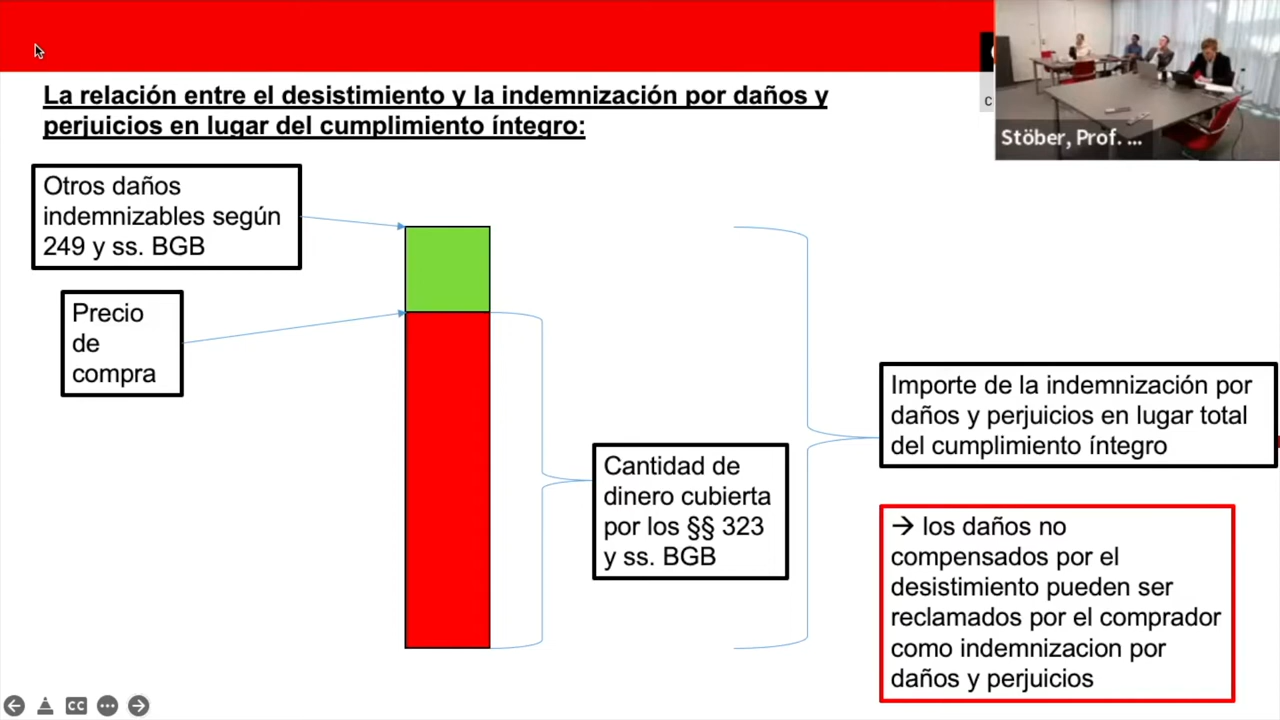 La relación entre el desistimiento y la indemnización por daños y
perjuicios en lugar del cumplimiento íntegro:
Stöber, Prof. ...
Otros daños
indemnizables según
249 y ss. BGB
Precio
de
compra
Cantidad de
dinero cubierta
por los §§ 323
y ss. BGB
Importe de la indemnización por
daños y perjuicios en lugar total
del cumplimiento íntegro
→ los daños no
compensados por el
desistimiento pueden ser
reclamados por el comprador
como indemnizacion por
daños y perjuicios
CC